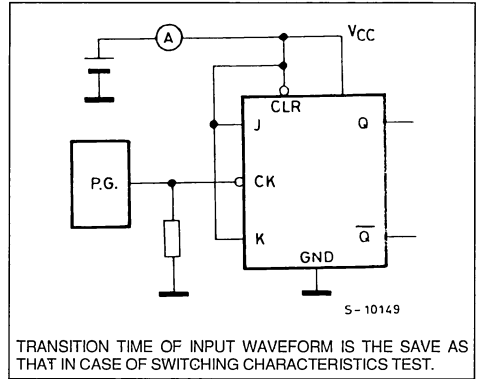 A
VCC
CLR
J
Q
P.G.
CK
K
Q
GND
S-10149
TRANSITION TIME OF INPUT WAVEFORM IS THE SAVE AS
THAT IN CASE OF SWITCHING CHARACTERISTICS TEST.